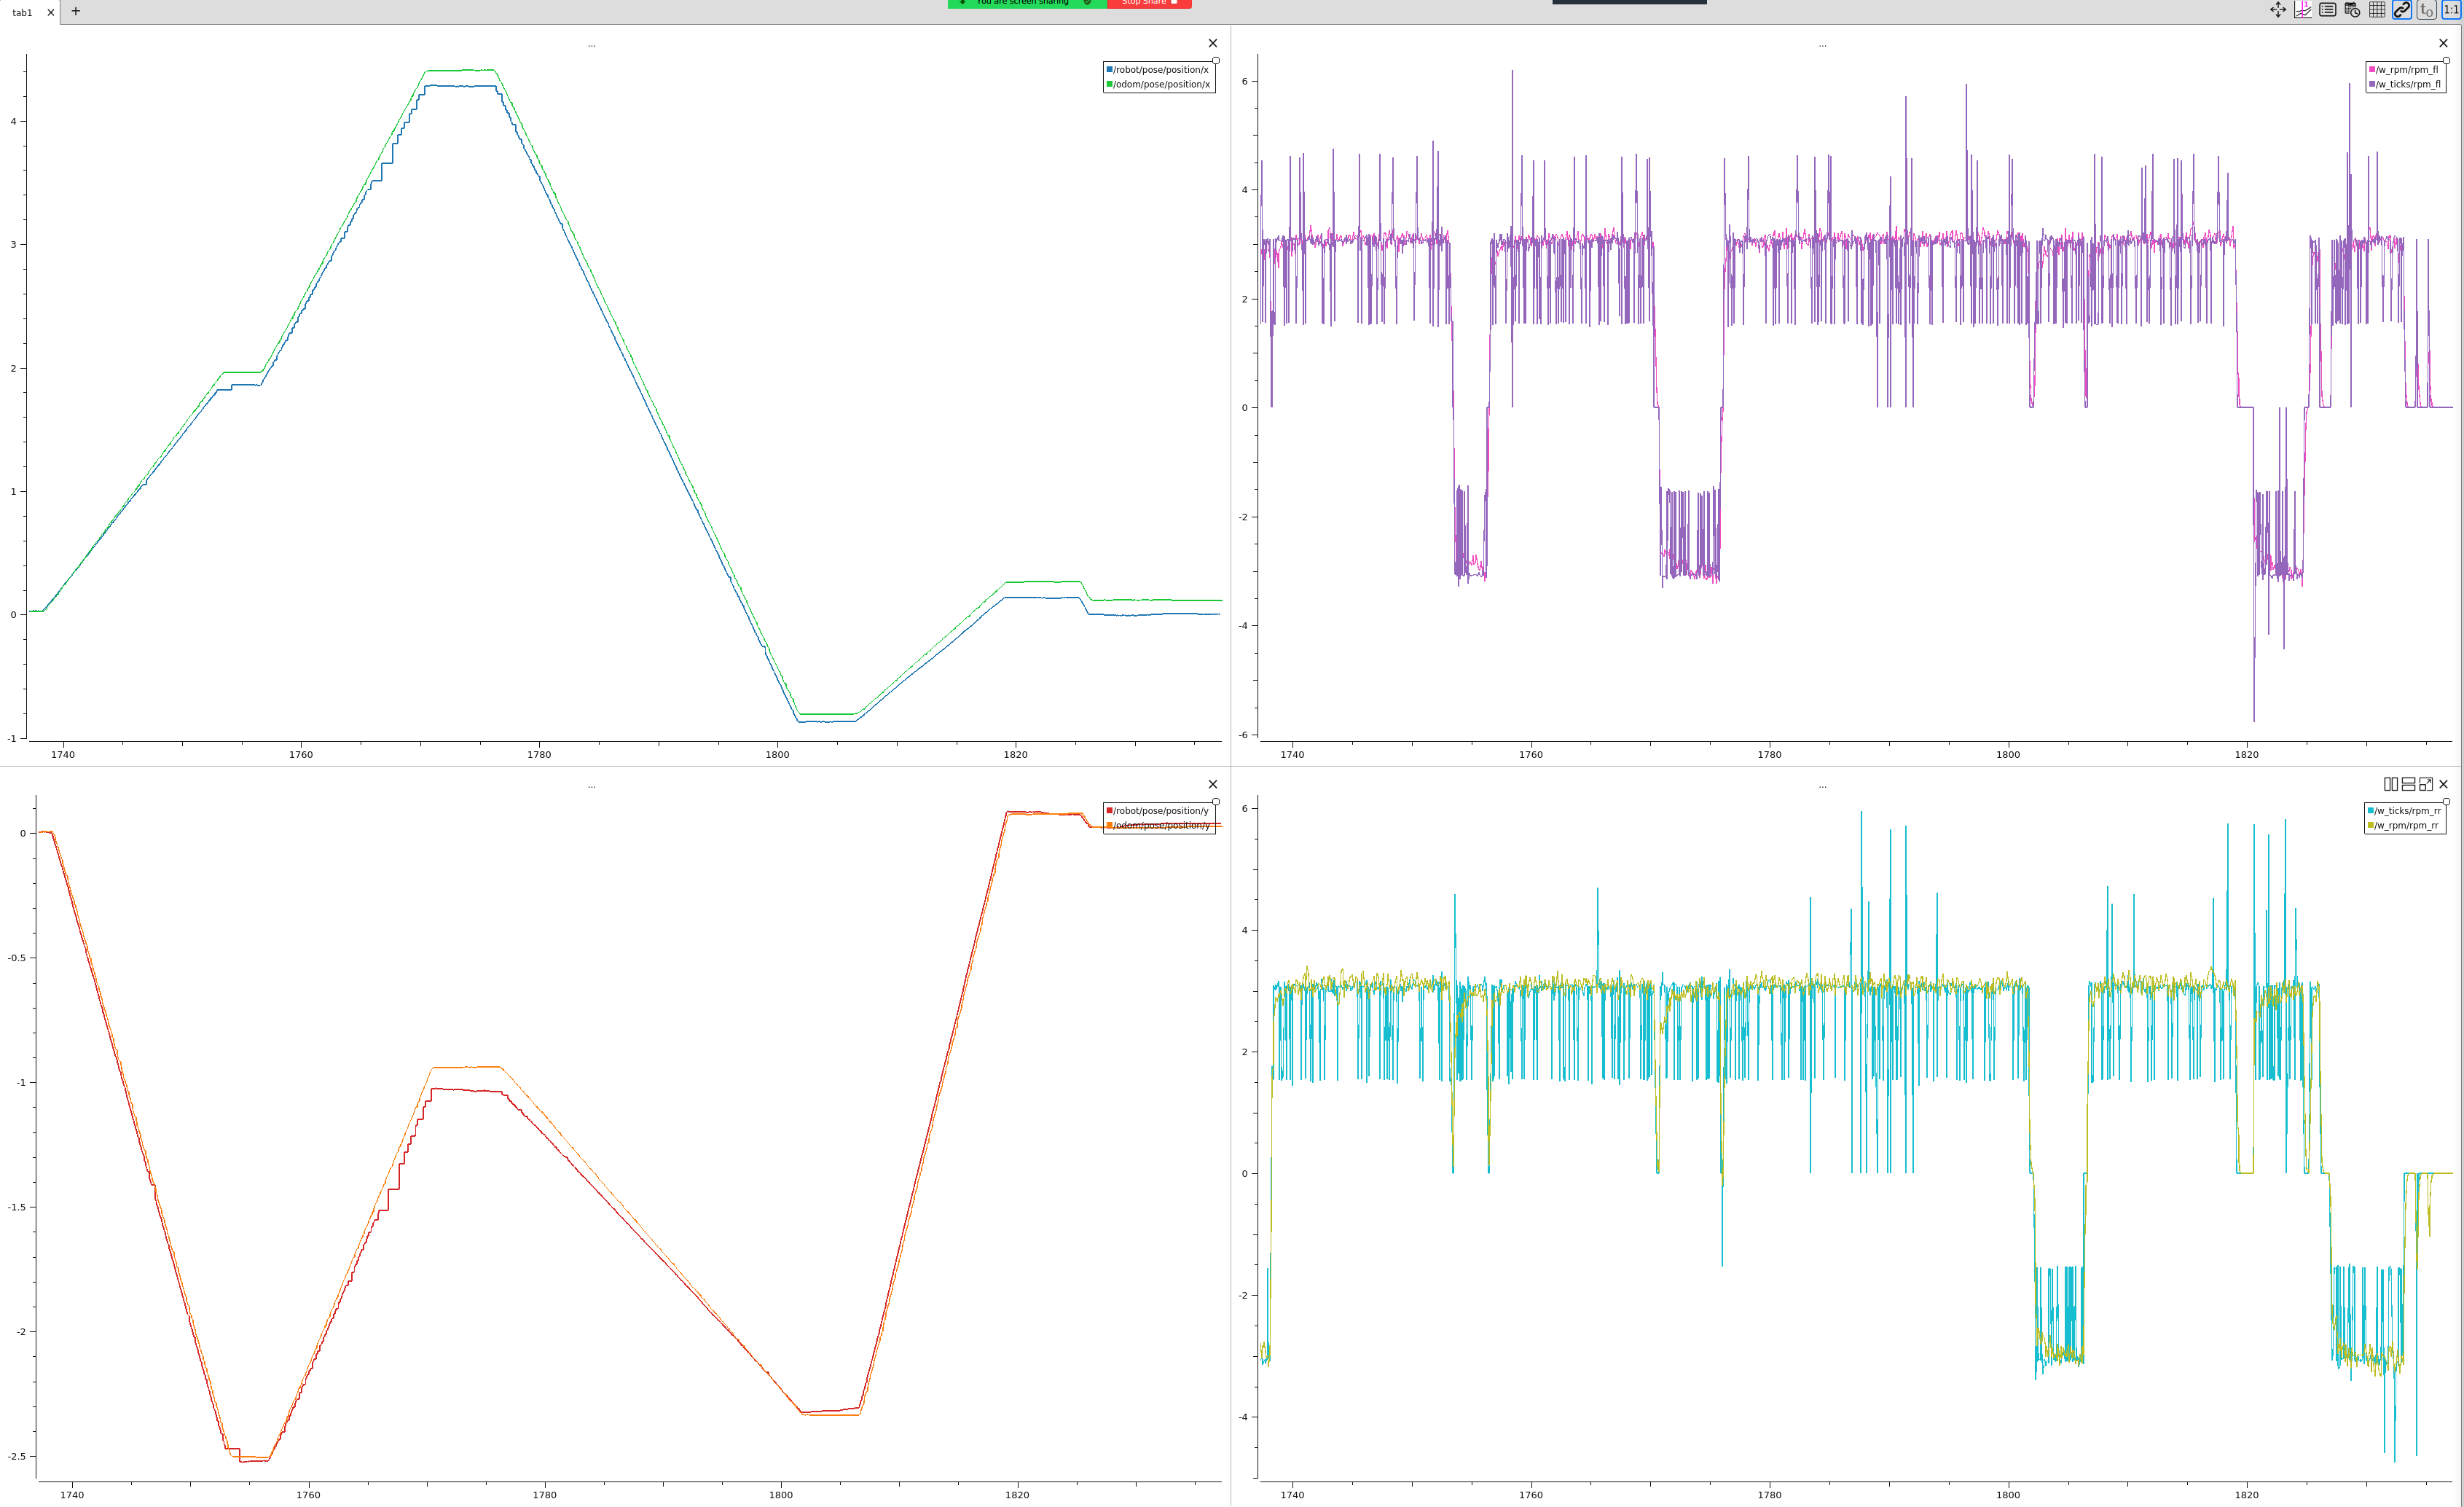 tab1 × +
You are screen sharing Stop Share
t0 1:1
...
/robot/pose/position/x
/odom/pose/position/x
4
3
2
1
0
-1
1740 1760 1780 1800 1820
...
/w_rpm/rpm_fl
/w_ticks/rpm_fl
6
4
2
0
-2
-4
-6
1740 1760 1780 1800 1820
...
/robot/pose/position/y
/odom/pose/position/y
0
-0.5
-1
-1.5
-2
-2.5
1740 1760 1780 1800 1820
...
/w_ticks/rpm_rr
/w_rpm/rpm_rr
6
4
2
0
-2
-4
1740 1760 1780 1800 1820